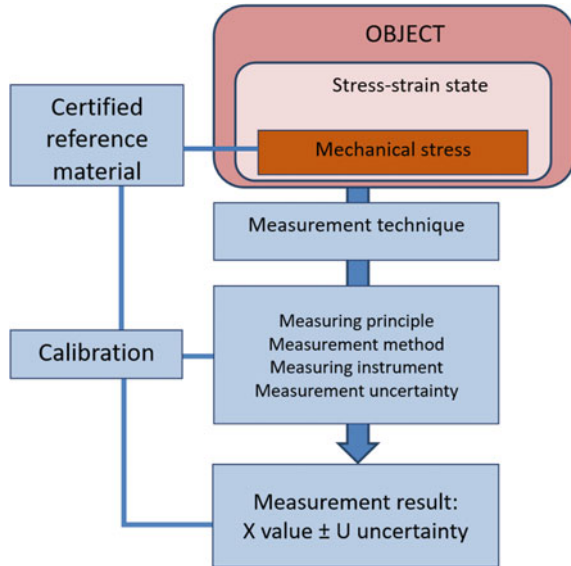 OBJECT
Stress-strain state
Certified
reference
material
Mechanical stress
Measurement technique
Measuring principle
Measurement method
Measuring instrument
Measurement uncertainty
Calibration
Measurement result:
X value ± U uncertainty